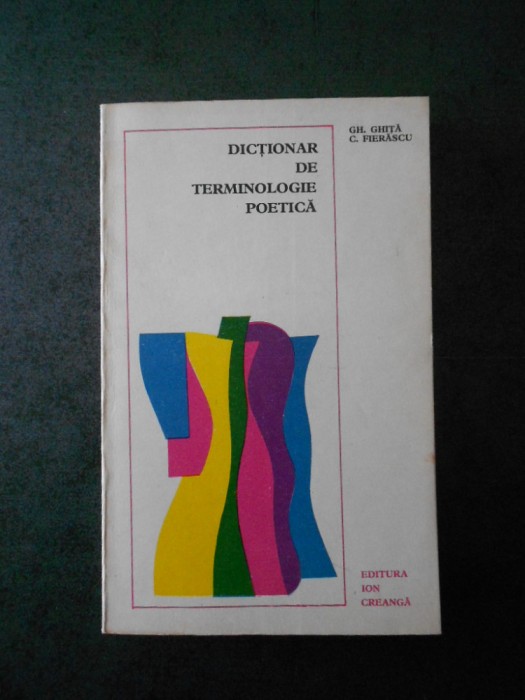 GH. GHIȚĂ
C. FIERĂSCU
DICȚIONAR
DE
TERMINOLOGIE
POETICĂ
EDITURA
ION
CREANGĂ